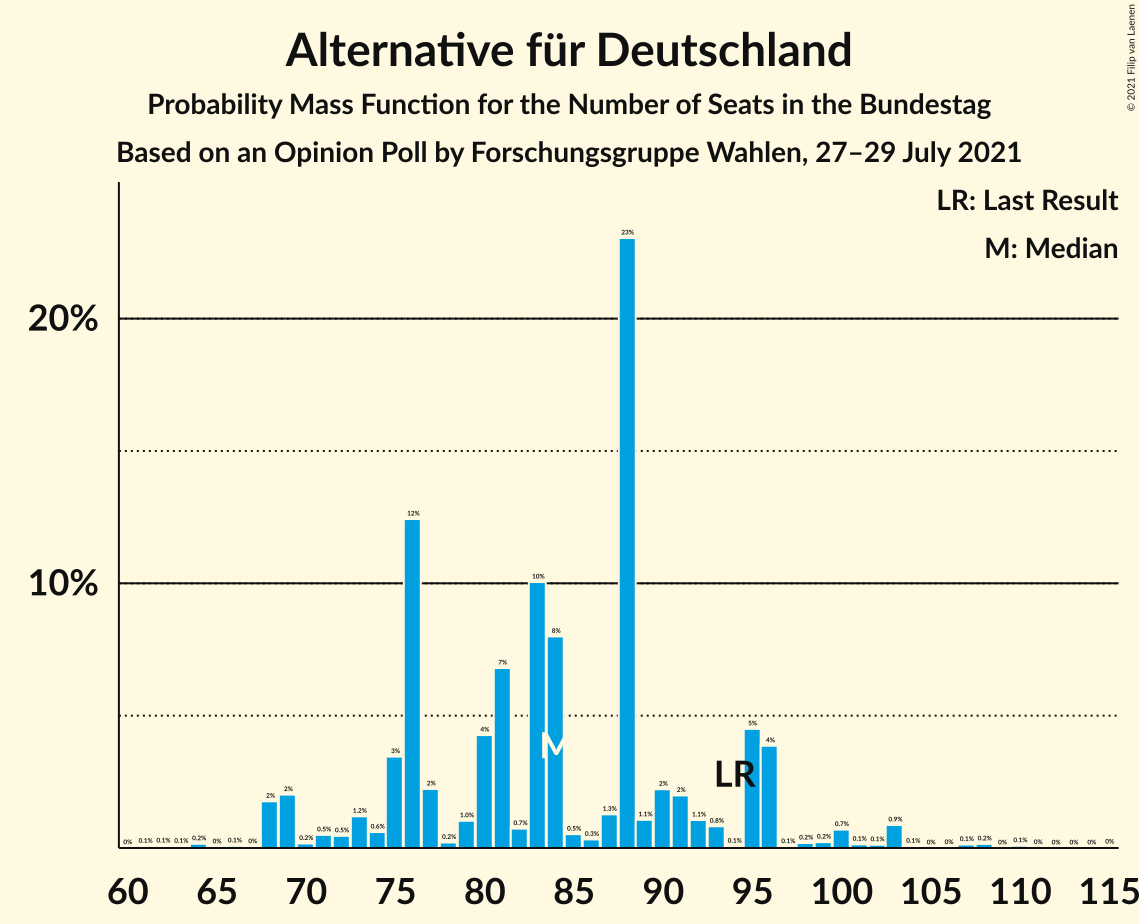 Alternative für Deutschland
Probability Mass Function for the Number of Seats in the Bundestag
Based on an Opinion Poll by Forschungsgruppe Wahlen, 27–29 July 2021
© 2021 Filip van Laenen
LR: Last Result
M: Median
20%
10%
0% 0.1% 0.1% 0.1% 0.2% 0% 0.1% 0% 2% 2% 0.2% 0.5% 0.5% 1.2% 0.6% 3% 12% 2% 0.2% 1.0% 4% 7% 0.7% 10% 8% 0.5% 0.3% 1.3% 23% 1.1% 2% 2% 1.1% 0.8% 0.1% 5% 4% 0.1% 0.2% 0.2% 0.7% 0.1% 0.1% 0.9% 0.1% 0% 0% 0.1% 0.2% 0% 0.1% 0% 0% 0% 0% 0%
M
LR
60 65 70 75 80 85 90 95 100 105 110 115